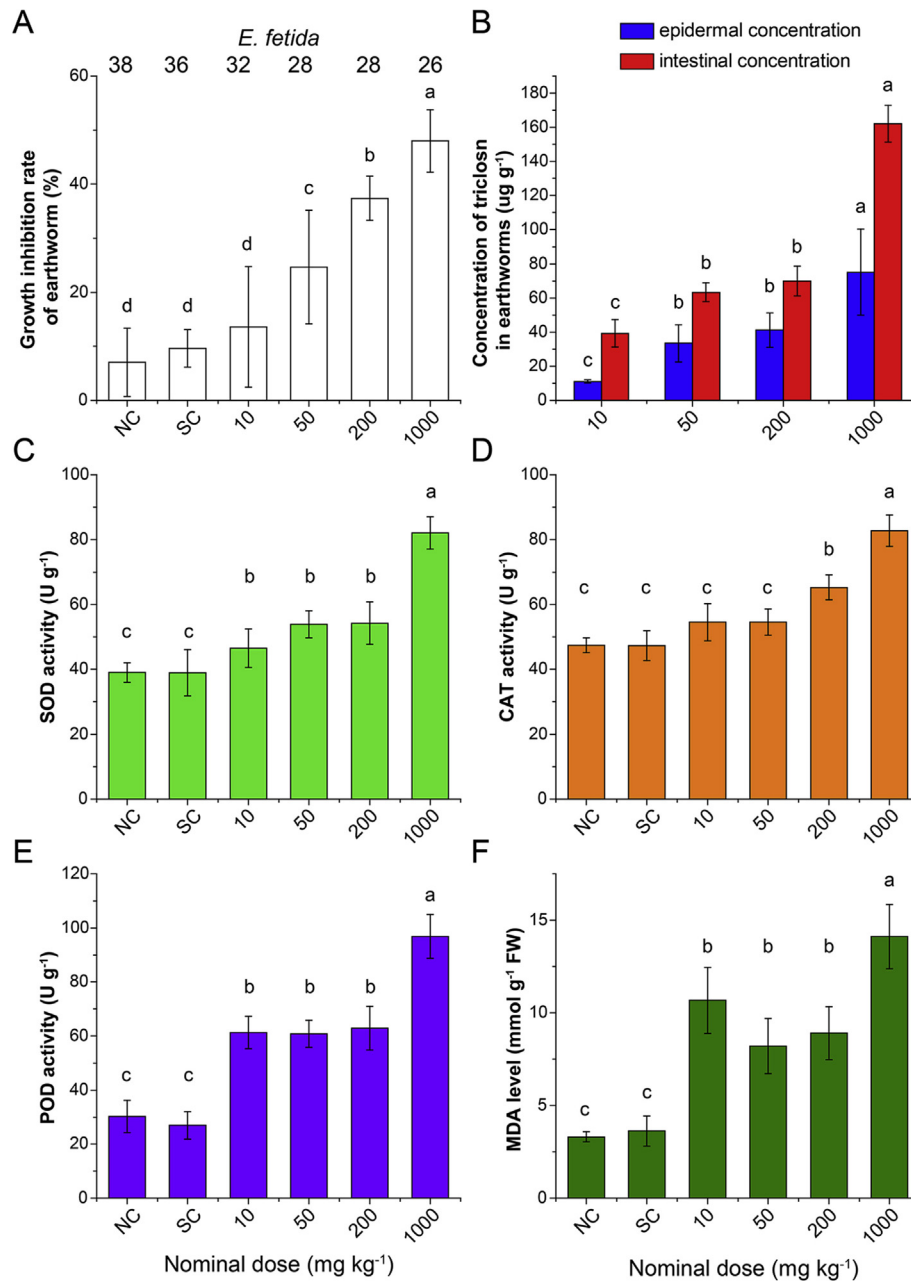 A
E. fetida
38 36 32 28 28 26
Growth inhibition rate
of earthworm (%)
60
40
20
0
d d d c b a
NC SC 10 50 200 1000
B
epidermal concentration
intestinal concentration
Concentration of triclosn
in earthworms (ug g-1)
180
160
140
120
100
80
60
40
20
0
c c b b b b a a
10 50 200 1000
C
SOD activity (U g-1)
100
80
60
40
20
0
c c b b b a
NC SC 10 50 200 1000
D
CAT activity (U g-1)
100
80
60
40
20
0
c c c c b a
NC SC 10 50 200 1000
E
POD activity (U g-1)
120
100
80
60
40
20
0
c c b b b a
NC SC 10 50 200 1000
Nominal dose (mg kg-1)
F
MDA level (mmol g-1 FW)
15
10
5
0
c c b b b a
NC SC 10 50 200 1000
Nominal dose (mg kg-1)